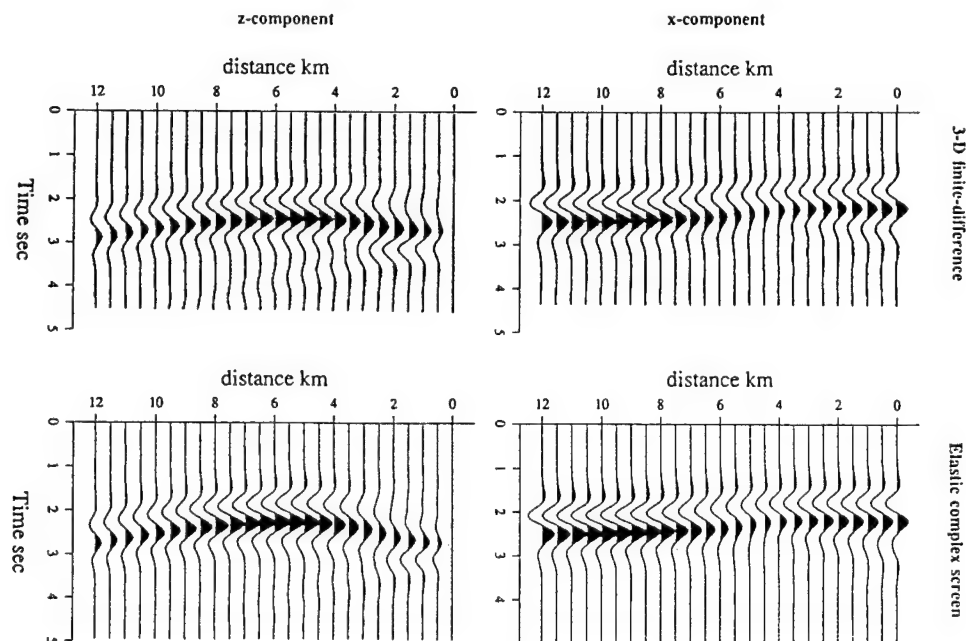 z-component x-component
distance km distance km
12 10 8 6 4 2 0 12 10 8 6 4 2 0
0 0
1 1
2 2
3 3
4 4
5 5
Time sec
3-D finite-difference
distance km distance km
12 10 8 6 4 2 0 12 10 8 6 4 2 0
0 0
1 1
2 2
3 3
4 4
Time sec
Elastic complex screen